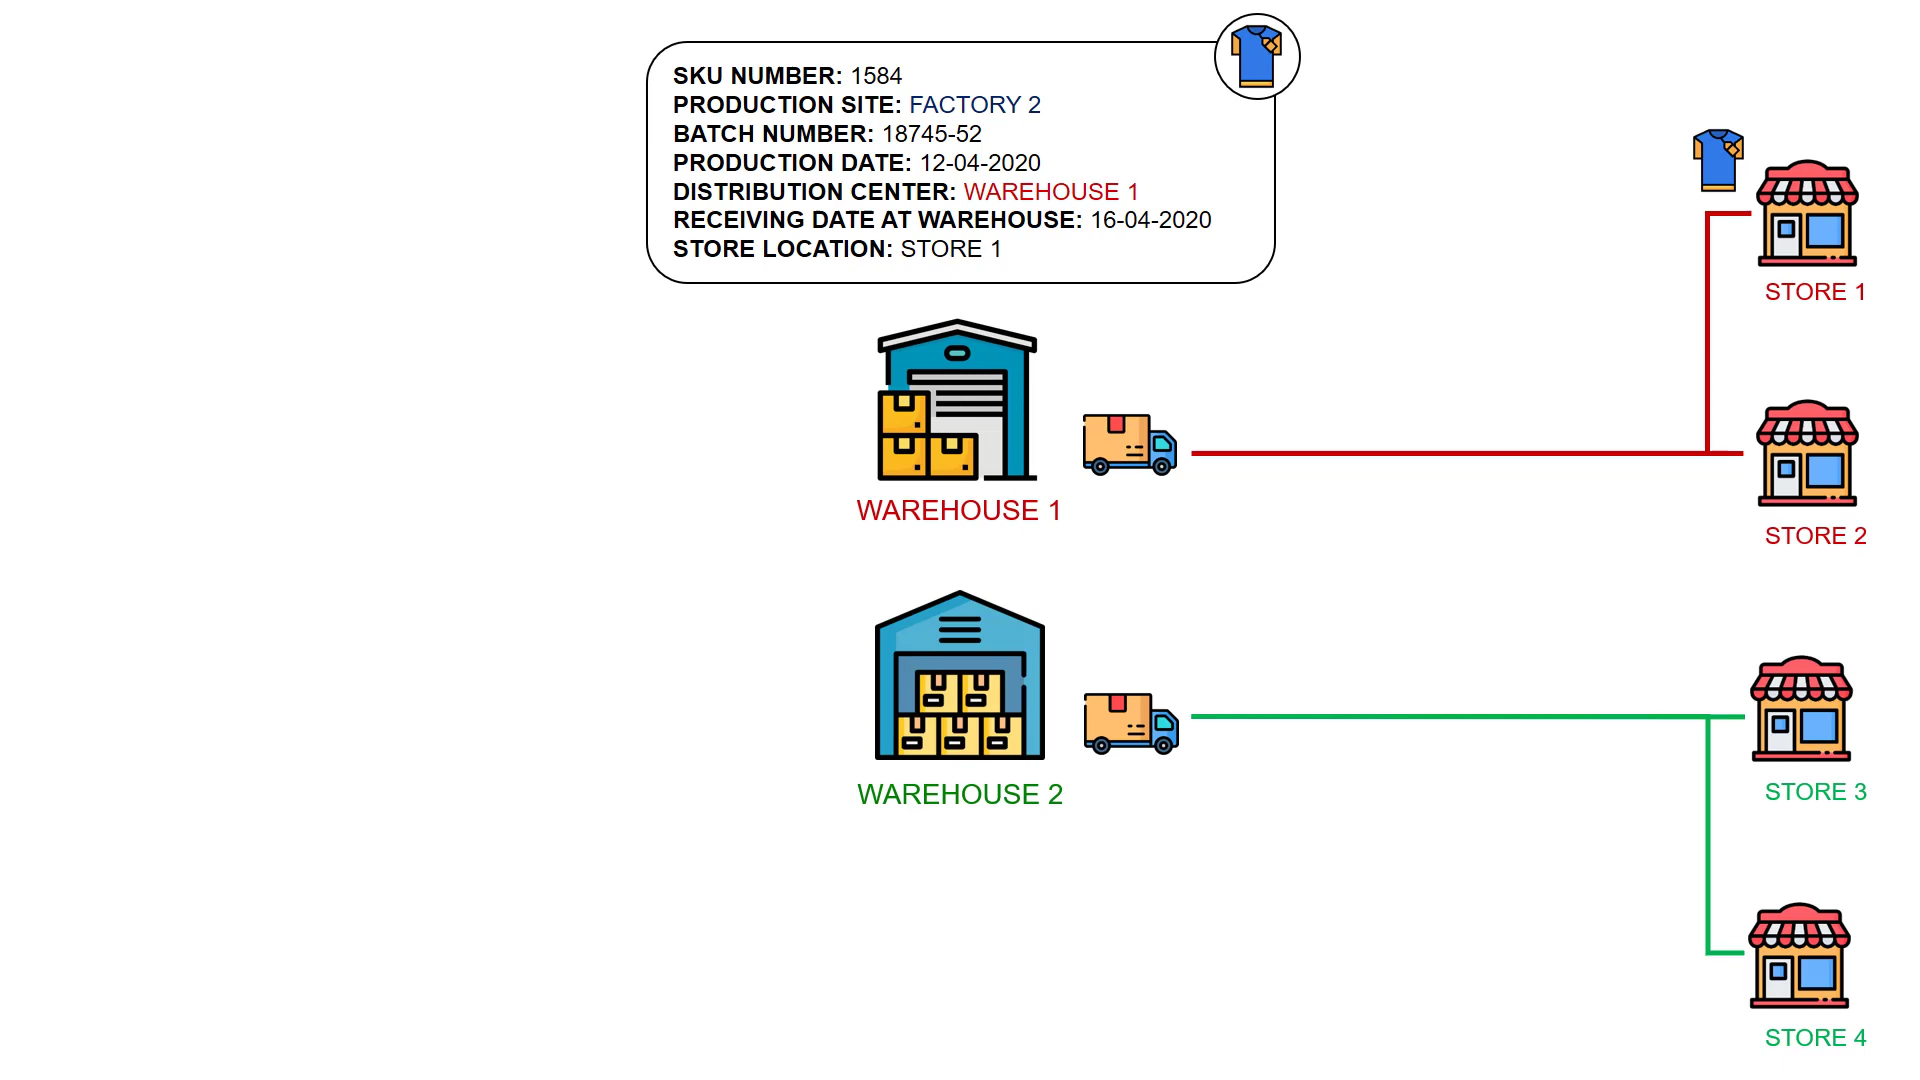 SKU NUMBER: 1584
PRODUCTION SITE: FACTORY 2
BATCH NUMBER: 18745-52
PRODUCTION DATE: 12-04-2020
DISTRIBUTION CENTER: WAREHOUSE 1
RECEIVING DATE AT WAREHOUSE: 16-04-2020
STORE LOCATION: STORE 1
STORE 1
WAREHOUSE 1
STORE 2
WAREHOUSE 2
STORE 3
STORE 4